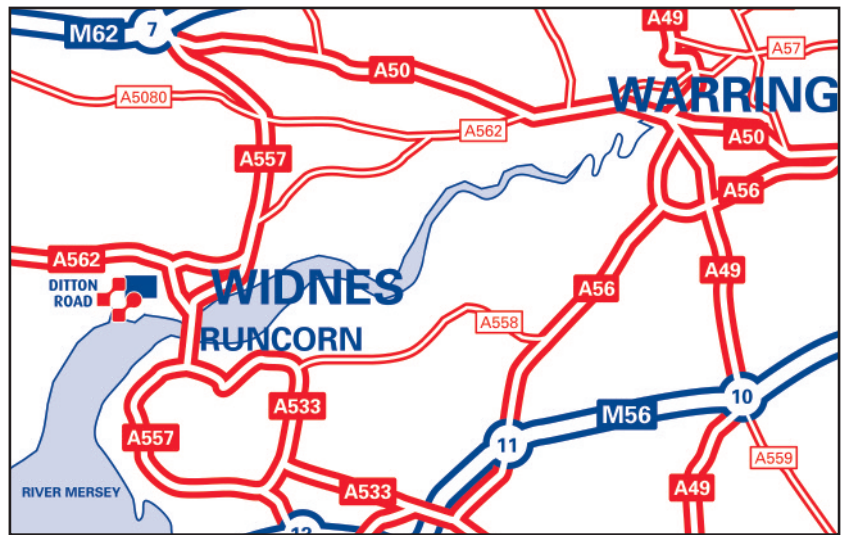 A49
7
M62
A57
A50
WARRING
A5080
A562
A50
A557
A56
A562
A49
DITTON
ROAD
WIDNES
A56
A558
RUNCORN
10
A533
M56
A557
11
A559
RIVER MERSEY
A533
A49
12